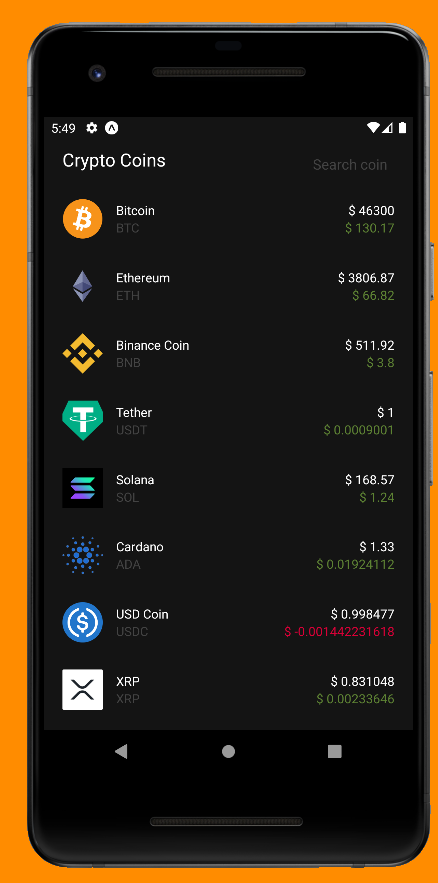 5:49
Crypto Coins
Search coin
Bitcoin
$ 46300
BTC
$ 130.17
Ethereum
$ 3806.87
ETH
$ 66.82
Binance Coin
$ 511.92
BNB
$ 3.8
Tether
$ 1
USDT
$ 0.0009001
Solana
$ 168.57
SOL
$ 1.24
Cardano
$ 1.33
ADA
$ 0.01924112
USD Coin
$ 0.998477
USDC
$ -0.001442231618
XRP
$ 0.831048
XRP
$ 0.00233646